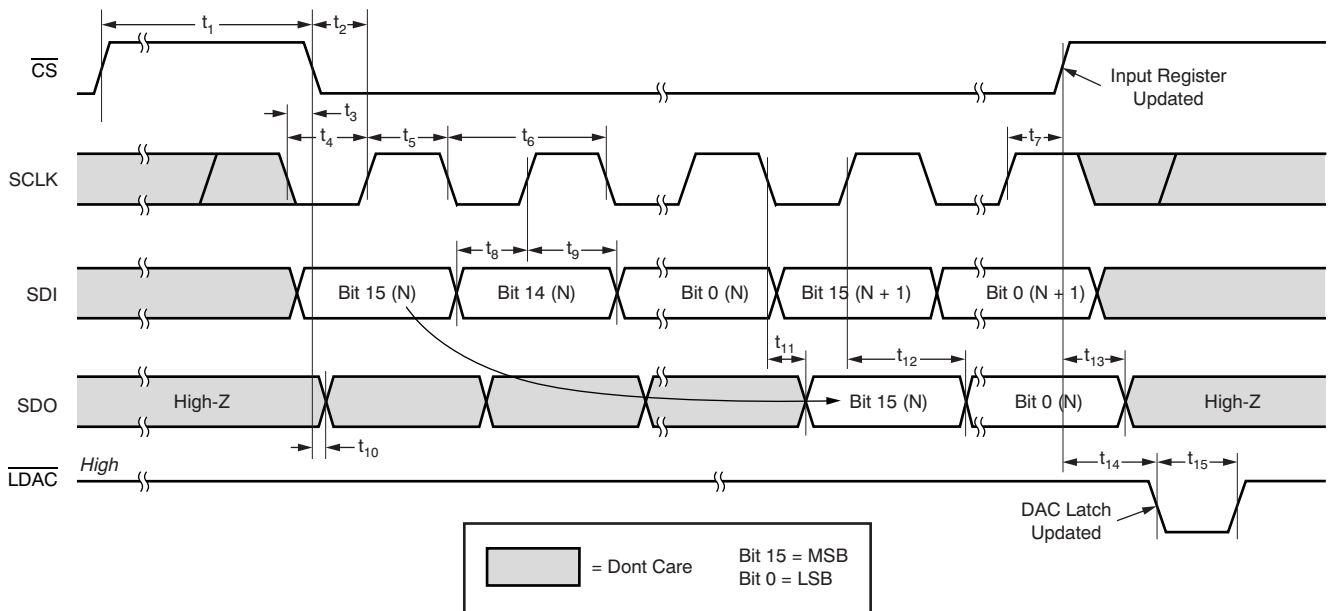 t1 t2
CS
Input Register
Updated
t3
t4 t5 t6 t7
SCLK
t8 t9
SDI Bit 15 (N) Bit 14 (N) Bit 0 (N) Bit 15 (N + 1) Bit 0 (N + 1)
t11 t12 t13
SDO High-Z Bit 15 (N) Bit 0 (N) High-Z
t10
High
LDAC
t14 t15
DAC Latch
Updated
= Dont Care
Bit 15 = MSB
Bit 0 = LSB